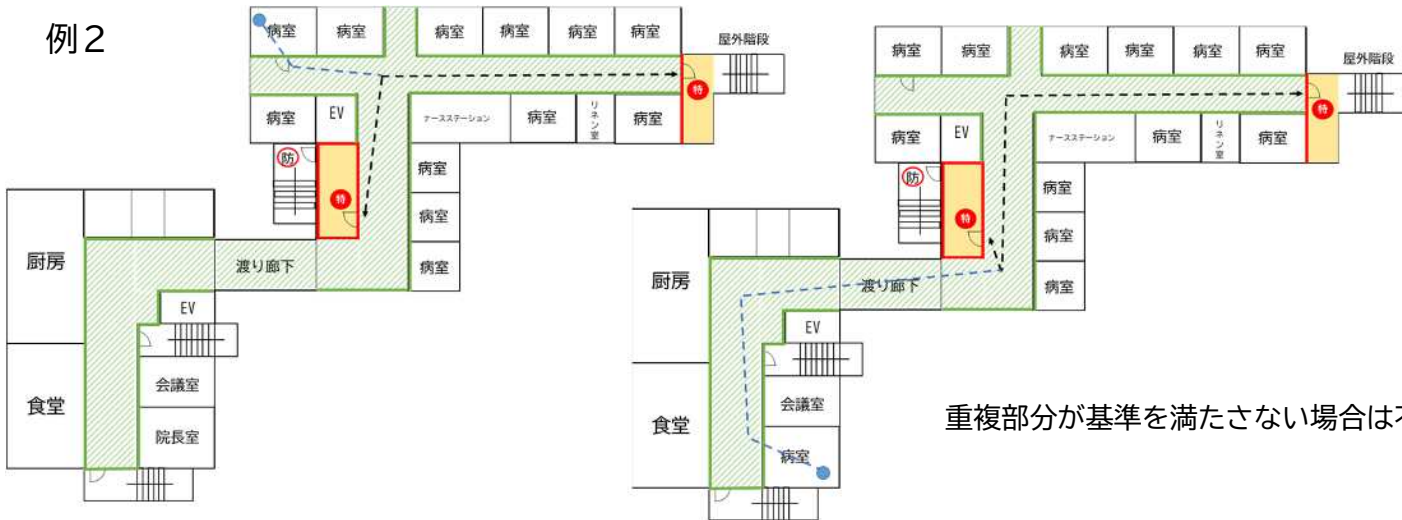 例２
病室
病室
病室
病室
病室
病室
屋外階段
特
病室
EV
ナースステーション
病室
リネン室
病室
防
特
病室
病室
病室
厨房
渡り廊下
EV
食堂
会議室
院長室
病室
病室
病室
病室
病室
病室
屋外階段
特
病室
EV
ナースステーション
病室
リネン室
病室
防
特
病室
病室
病室
厨房
渡り廊下
EV
食堂
会議室
病室
重複部分が基準を満たさない場合は